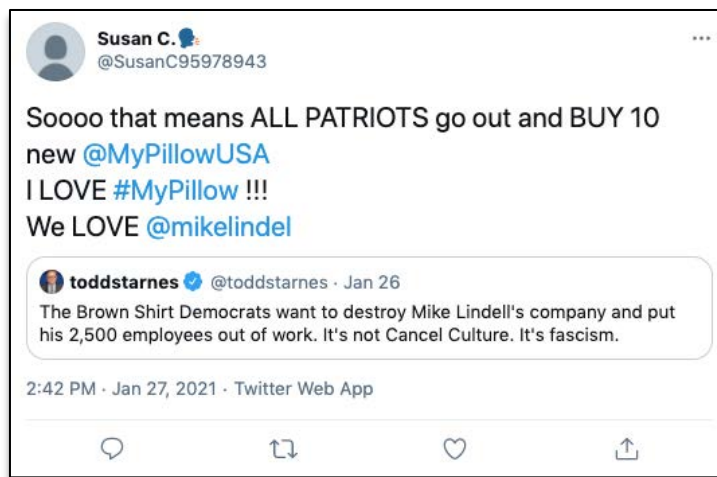 Susan C.🗣
@SusanC95978943
Soooo that means ALL PATRIOTS go out and BUY 10
new @MyPillowUSA
I LOVE #MyPillow !!!
We LOVE @mikelindel
toddstarnes @toddstarnes · Jan 26
The Brown Shirt Democrats want to destroy Mike Lindell's company and put
his 2,500 employees out of work. It's not Cancel Culture. It's fascism.
2:42 PM · Jan 27, 2021 · Twitter Web App